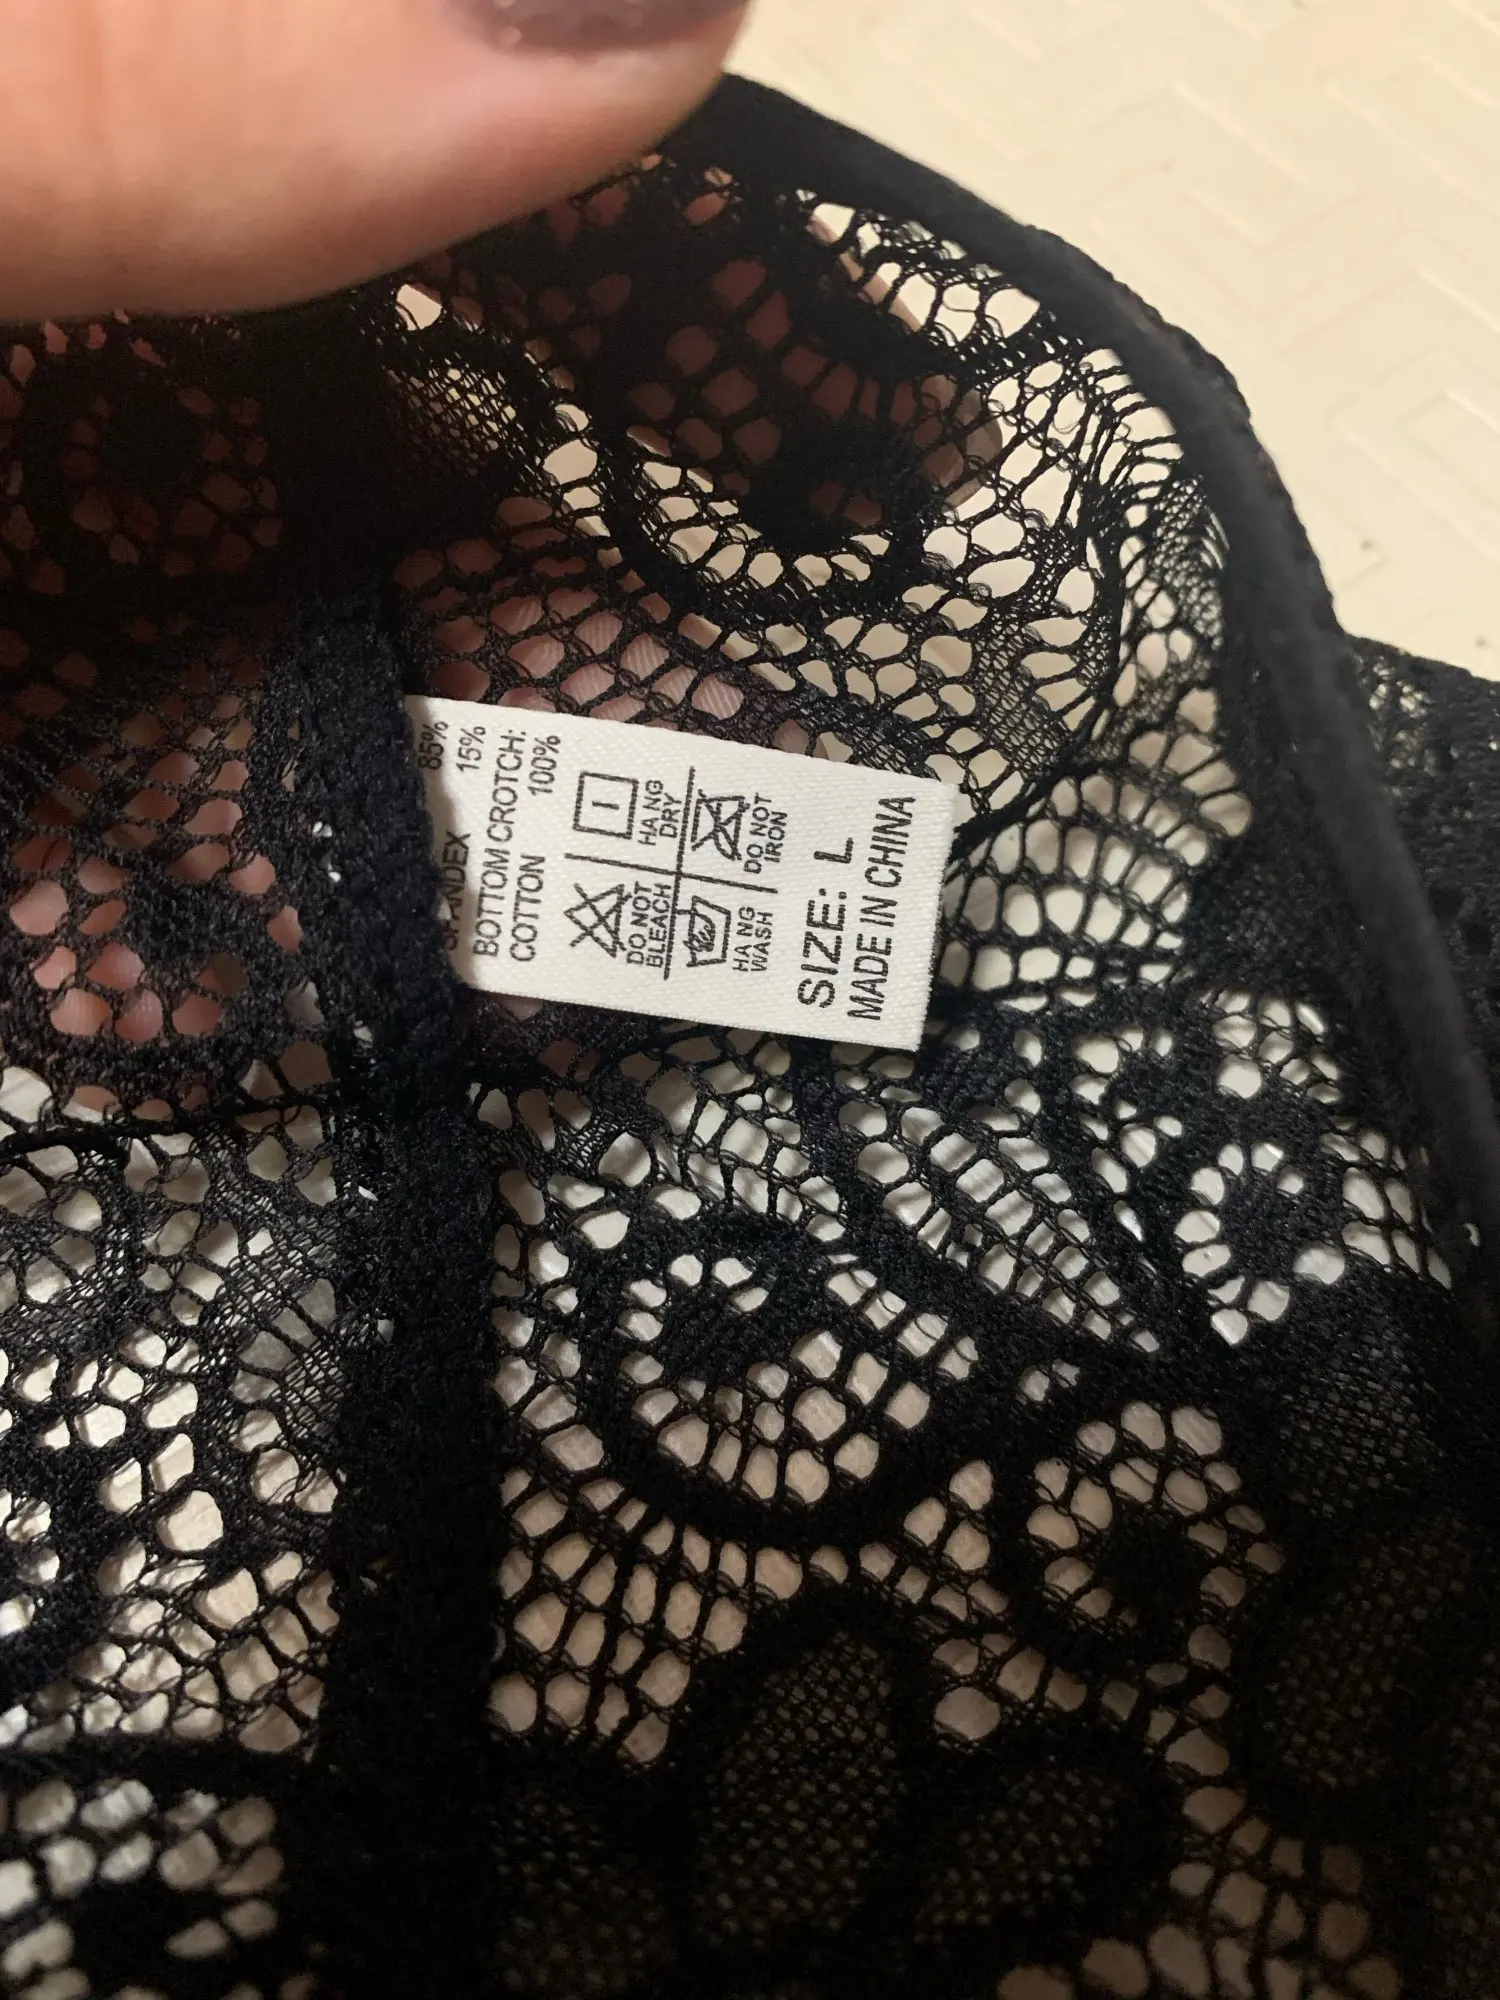 85%
SPANDEX 15%
BOTTOM CROTCH:
COTTON 100%
DO NOT
BLEACH
HANG
DRY
HANG
WASH
DO NOT
IRON
SIZE: L
MADE IN CHINA